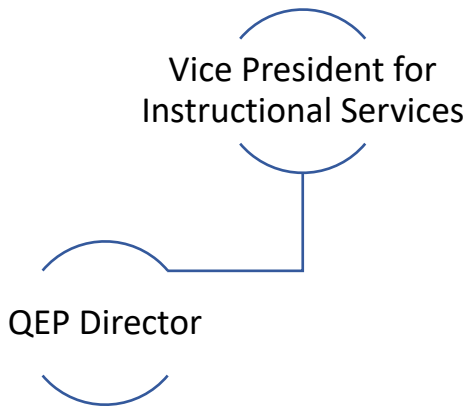 Vice President for
Instructional Services
QEP Director